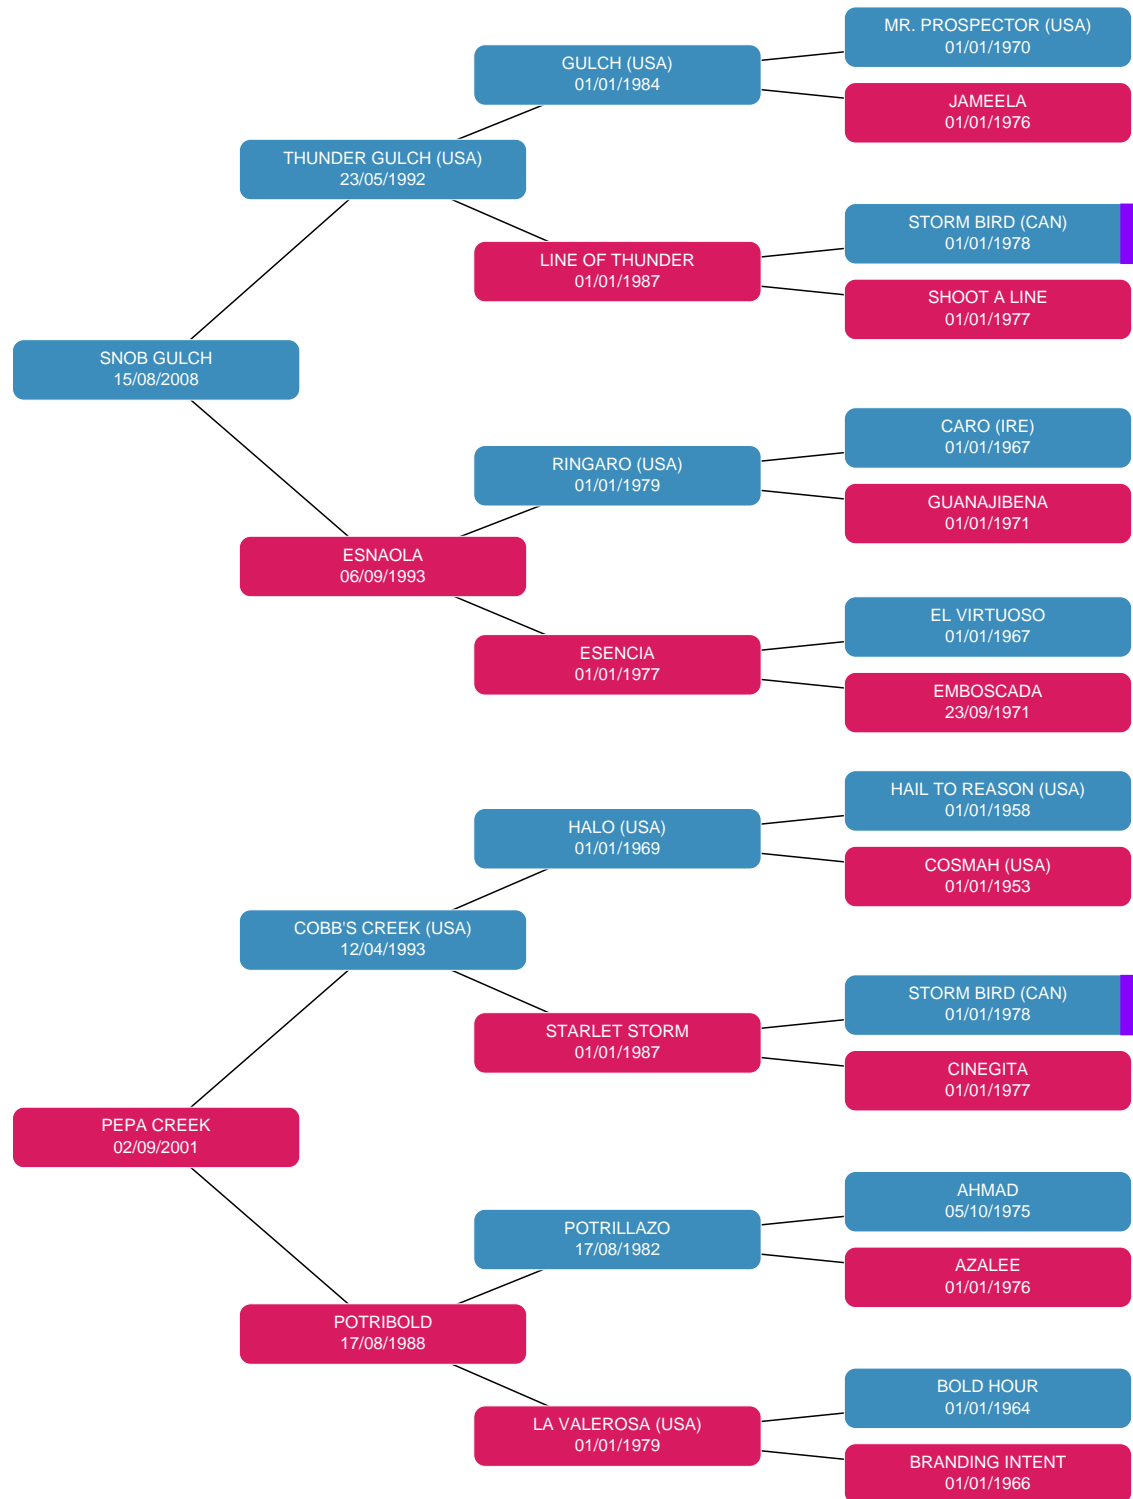 MR. PROSPECTOR (USA)
01/01/1970
GULCH (USA)
01/01/1984
JAMEELA
01/01/1976
THUNDER GULCH (USA)
23/05/1992
STORM BIRD (CAN)
01/01/1978
LINE OF THUNDER
01/01/1987
SHOOT A LINE
01/01/1977
SNOB GULCH
15/08/2008
CARO (IRE)
01/01/1967
RINGARO (USA)
01/01/1979
GUANAJIBENA
01/01/1971
ESNAOLA
06/09/1993
EL VIRTUOSO
01/01/1967
ESENCIA
01/01/1977
EMBOSCADA
23/09/1971
HAIL TO REASON (USA)
01/01/1958
HALO (USA)
01/01/1969
COSMAH (USA)
01/01/1953
COBB'S CREEK (USA)
12/04/1993
STORM BIRD (CAN)
01/01/1978
STARLET STORM
01/01/1987
CINEGITA
01/01/1977
PEPA CREEK
02/09/2001
AHMAD
05/10/1975
POTRILLAZO
17/08/1982
AZALEE
01/01/1976
POTRIBOLD
17/08/1988
BOLD HOUR
01/01/1964
LA VALEROSA (USA)
01/01/1979
BRANDING INTENT
01/01/1966